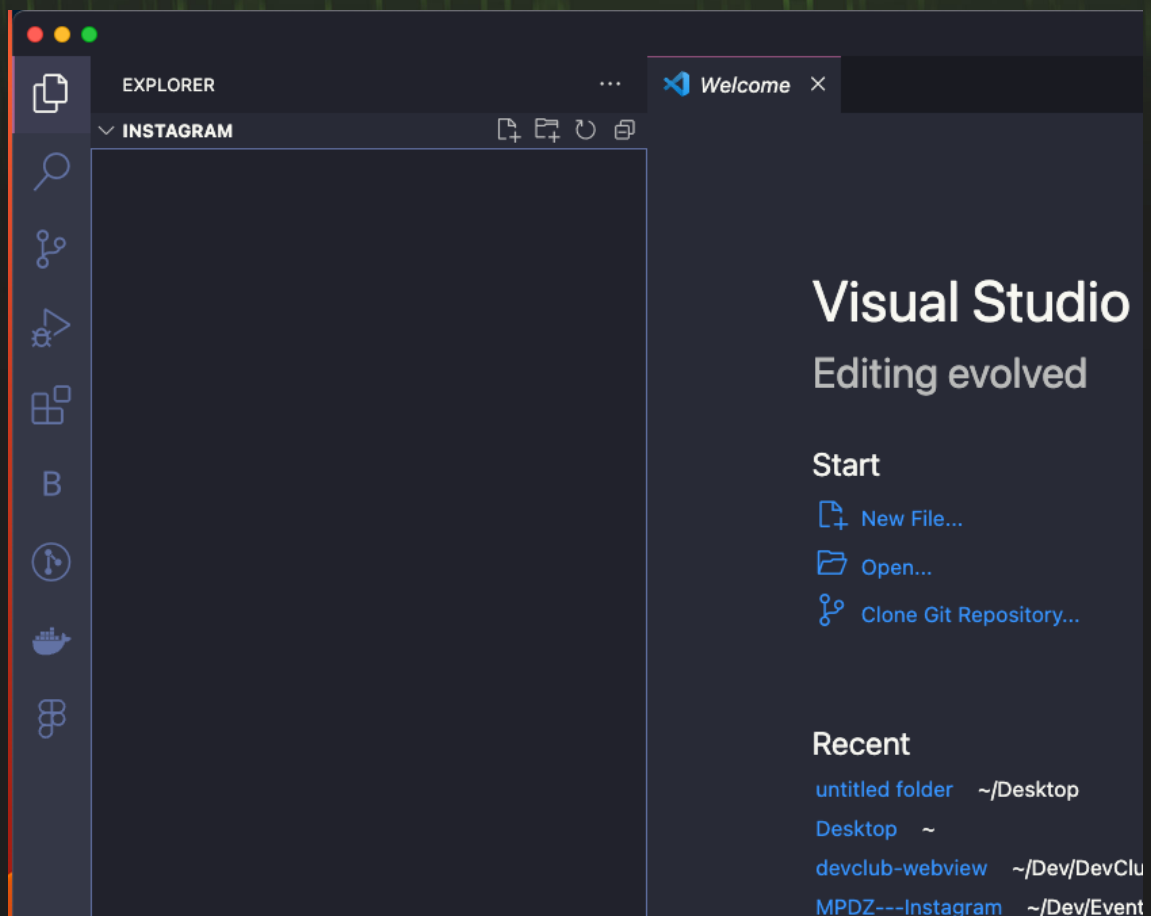 EXPLORER
INSTAGRAM
B
Welcome
Visual Studio
Editing evolved
Start
New File...
Open...
Clone Git Repository...
Recent
untitled folder ~/Desktop
Desktop ~
devclub-webview ~/Dev/DevClu
MPDZ---Instagram ~/Dev/Event